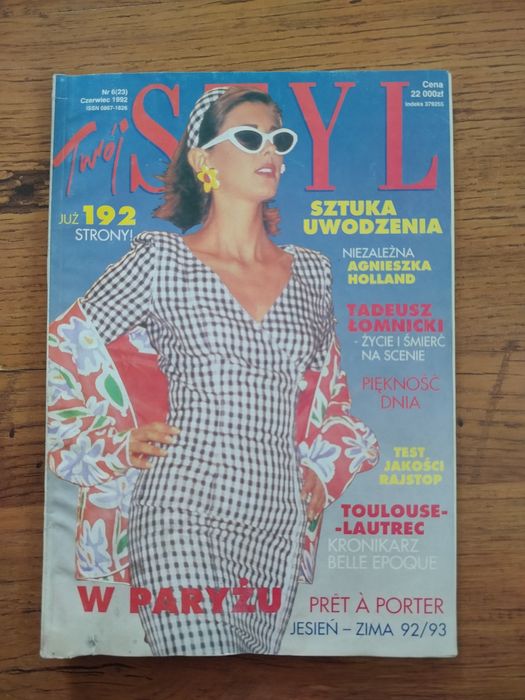 Nr 6(23)
Czerwiec 1992
ISSN 0867-1826
Cena
22 000zł
Indeks 379255
Twój STYL
JUŻ 192
STRONY!
SZTUKA
UWODZENIA
NIEZALEŻNA
AGNIESZKA
HOLLAND
TADEUSZ
ŁOMNICKI
- ŻYCIE I ŚMIERĆ
NA SCENIE
PIĘKNOŚĆ
DNIA
TEST
JAKOŚCI
RAJSTOP
TOULOUSE-
-LAUTREC
KRONIKARZ
BELLE EPOQUE
W PARYŻU
PRÊT À PORTER
JESIEŃ – ZIMA 92/93